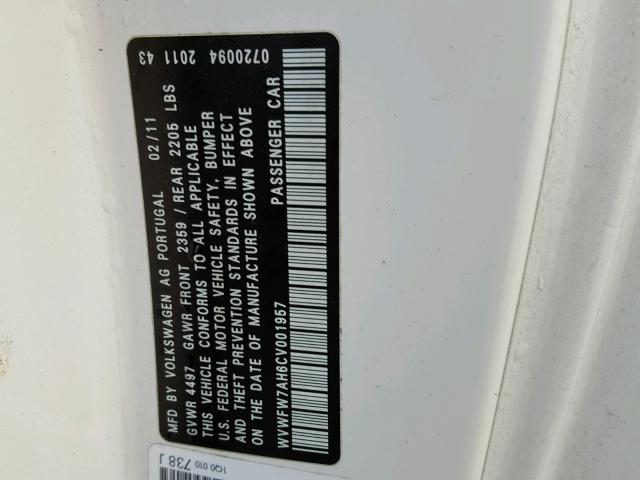 0720094 2011 43
MFD BY VOLKSWAGEN AG PORTUGAL 02/11
GVWR 4497 GAWR FRONT 2359 / REAR 2205 LBS
THIS VEHICLE CONFORMS TO ALL APPLICABLE
U.S. FEDERAL MOTOR VEHICLE SAFETY, BUMPER
AND THEFT PREVENTION STANDARDS IN EFFECT
ON THE DATE OF MANUFACTURE SHOWN ABOVE
WVWFW7AH6CV001957 PASSENGER CAR
1Q0 010 738 J